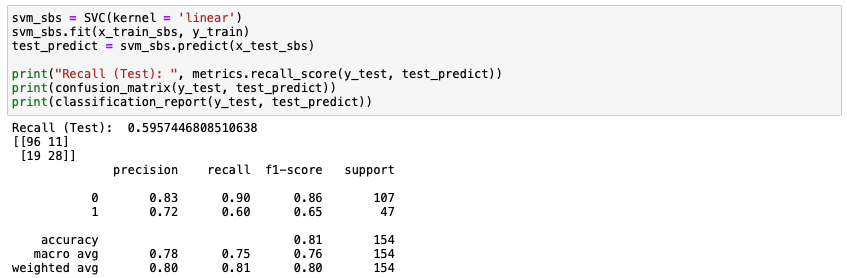 svm_sbs = SVC(kernel = 'linear')
svm_sbs.fit(x_train_sbs, y_train)
test_predict = svm_sbs.predict(x_test_sbs)

print("Recall (Test): ", metrics.recall_score(y_test, test_predict))
print(confusion_matrix(y_test, test_predict))
print(classification_report(y_test, test_predict))
Recall (Test):  0.5957446808510638
[[96 11]
 [19 28]]
              precision    recall  f1-score   support

           0       0.83      0.90      0.86       107
           1       0.72      0.60      0.65        47

    accuracy                           0.81       154
   macro avg       0.78      0.75      0.76       154
weighted avg       0.80      0.81      0.80       154